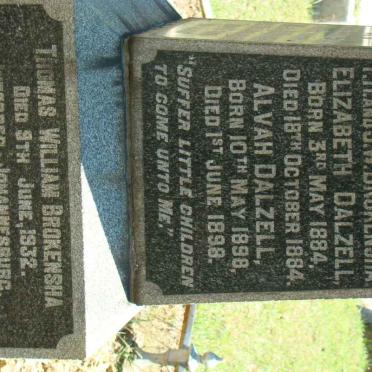 ELIZABETH DALZELL,
BORN 3RD MAY 1884,
DIED 18TH OCTOBER 1884.
ALVAH DALZELL,
BORN 10TH MAY 1898,
DIED 1ST JUNE 1898.
"SUFFER LITTLE CHILDREN
TO COME UNTO ME."
THOMAS WILLIAM BROKENSHA
DIED 5TH JUNE, 1932.